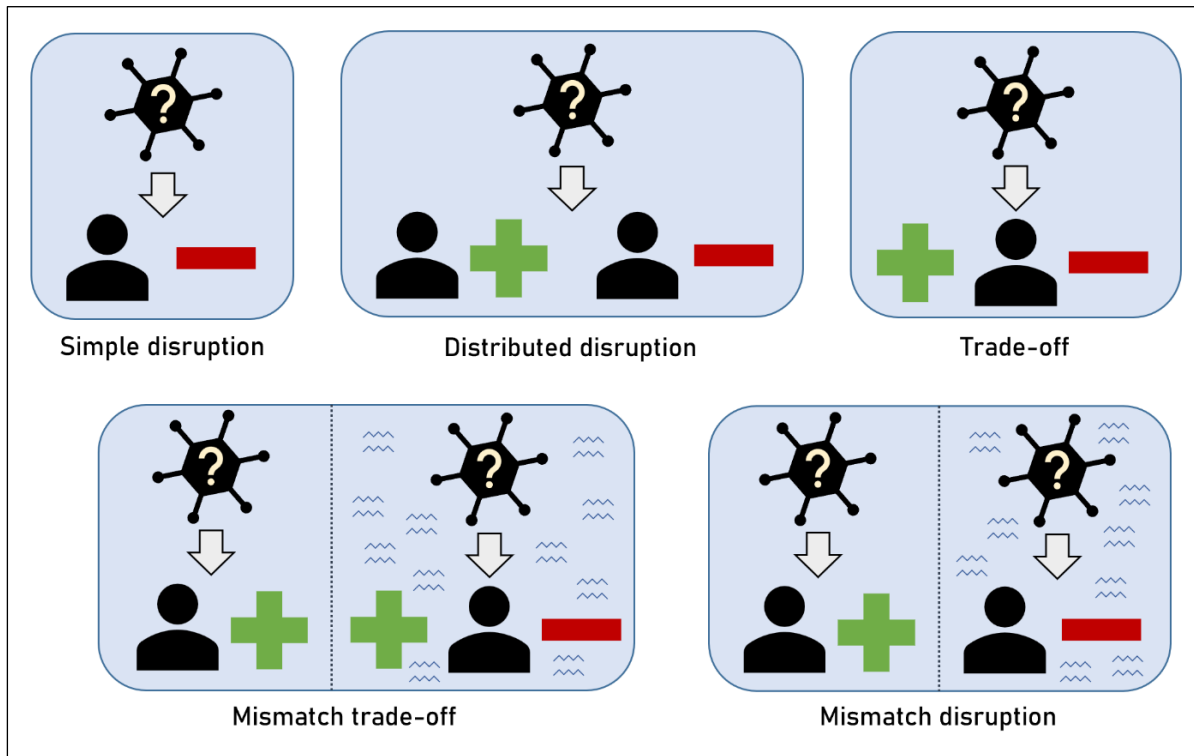 ?
?
?
Simple disruption
Distributed disruption
Trade-off
?
?
?
?
Mismatch trade-off
Mismatch disruption